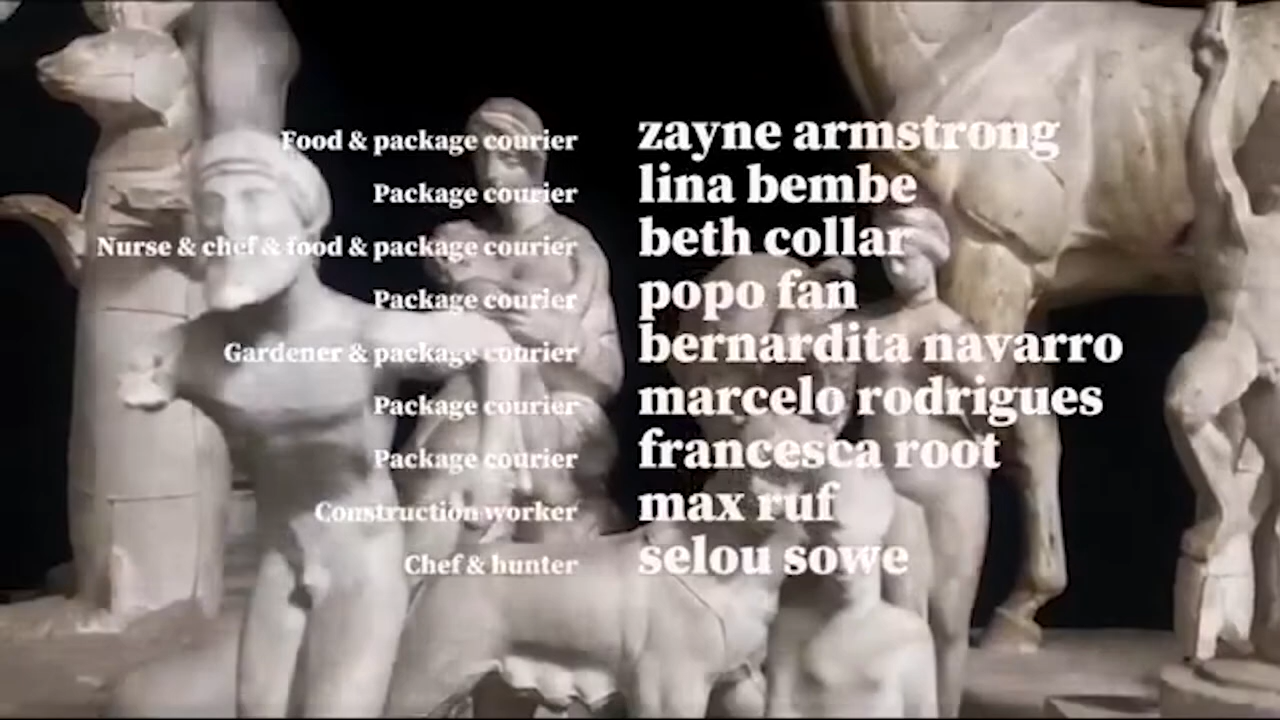 Food & package courier zayne armstrong
Package courier lina bembe
Nurse & chef & food & package courier beth collar
Package courier popo fan
Gardener & package courier bernardita navarro
Package courier marcelo rodrigues
Package courier francesca root
Construction worker max ruf
Chef & hunter selou sowe